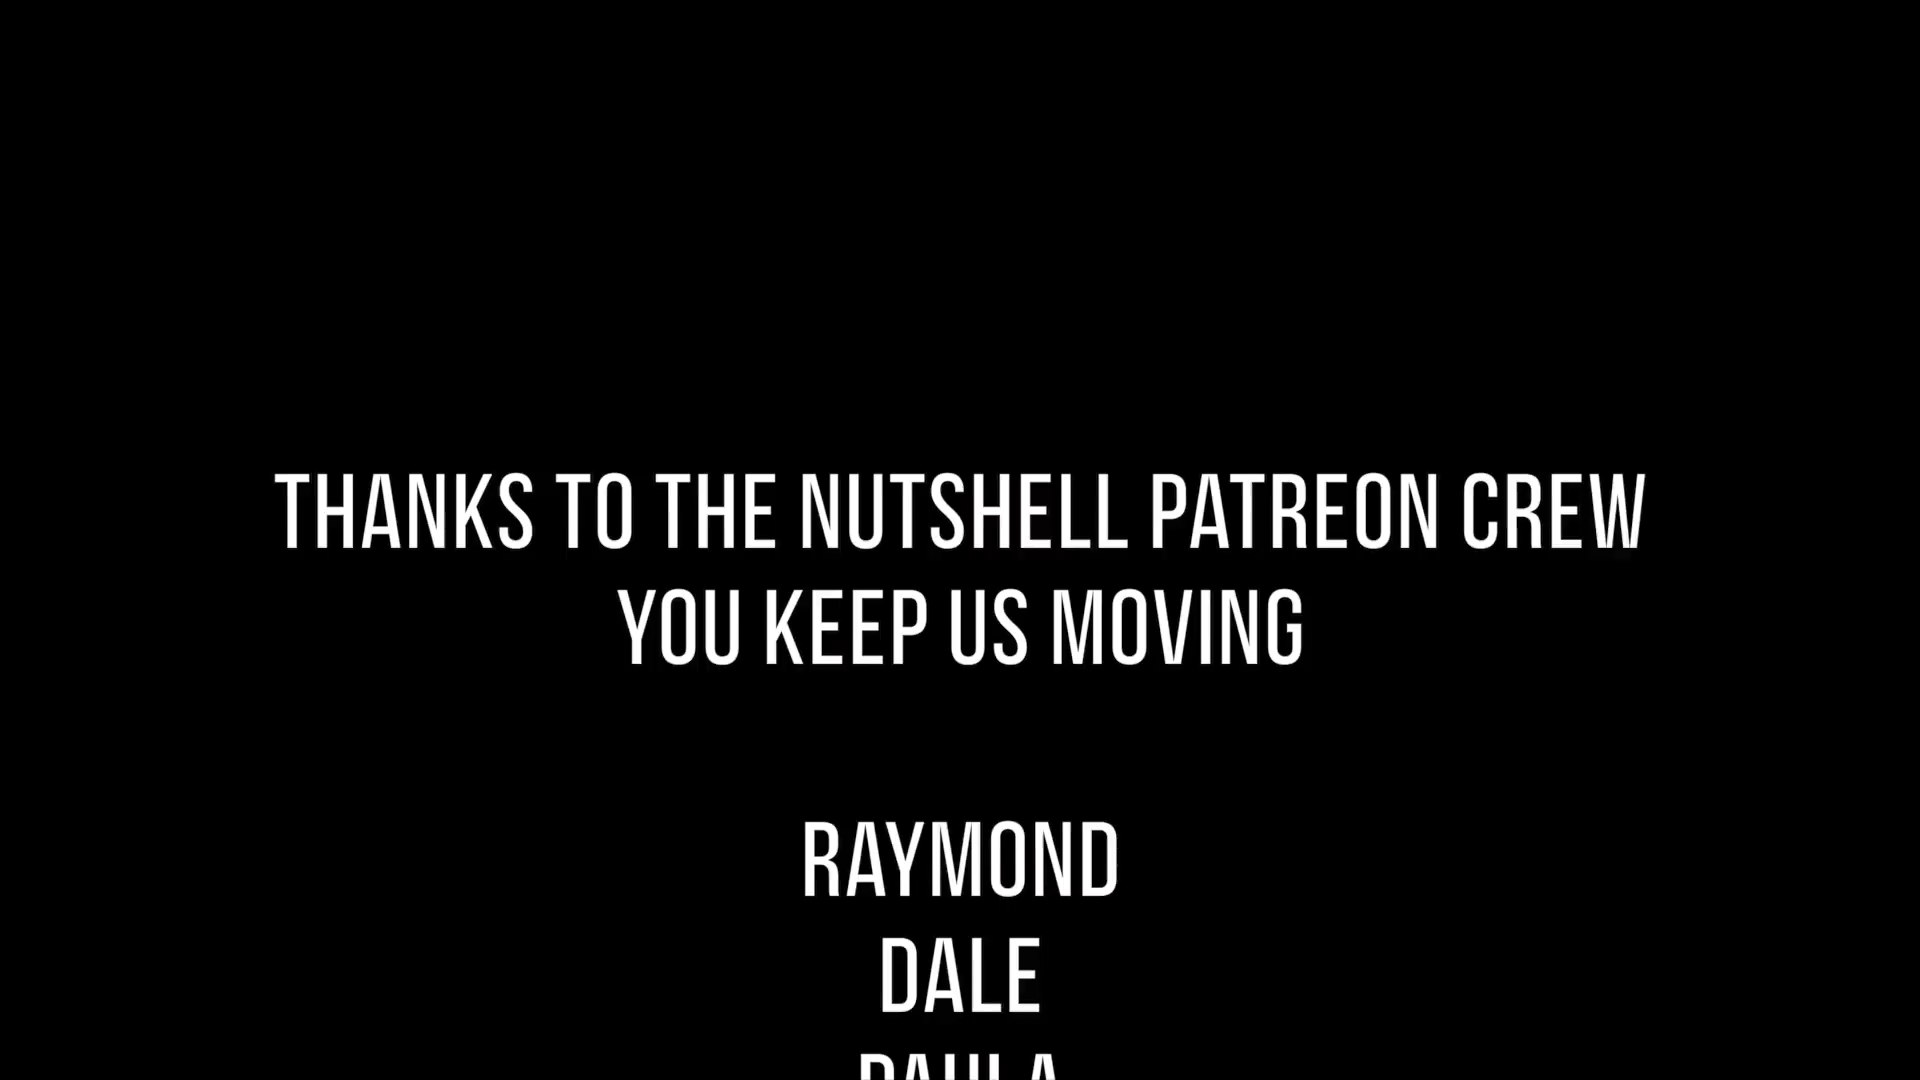 THANKS TO THE NUTSHELL PATREON CREW
YOU KEEP US MOVING
RAYMOND
DALE